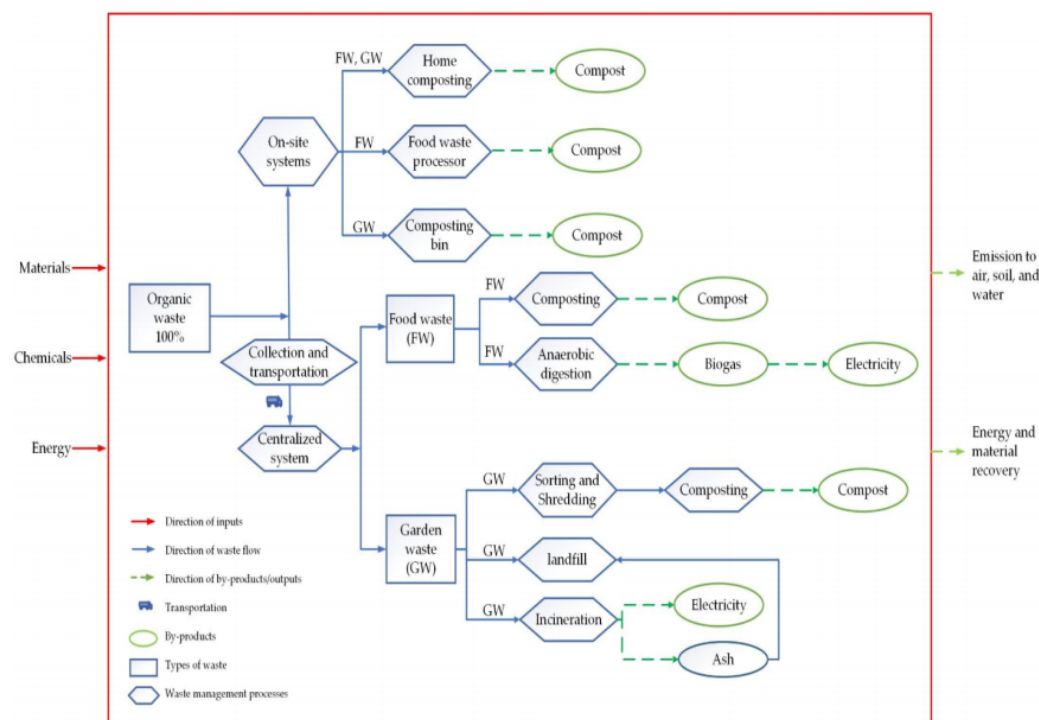 FW, GW
Home
composting
Compost
On-site
systems
FW
Food waste
processor
Compost
GW
Composting
bin
Compost
Materials
Chemicals
Energy
Organic
waste
100%
Collection and
transportation
Centralized
system
Food waste
(FW)
FW
Composting
Compost
FW
Anaerobic
digestion
Biogas
Electricity
Garden
waste
(GW)
GW
Sorting and
Shredding
Composting
Compost
GW
landfill
GW
Incineration
Electricity
Ash
Emission to
air, soil, and
water
Energy and
material
recovery
Direction of inputs
Direction of waste flow
Direction of by-products/outputs
Transportation
By-products
Types of waste
Waste management processes